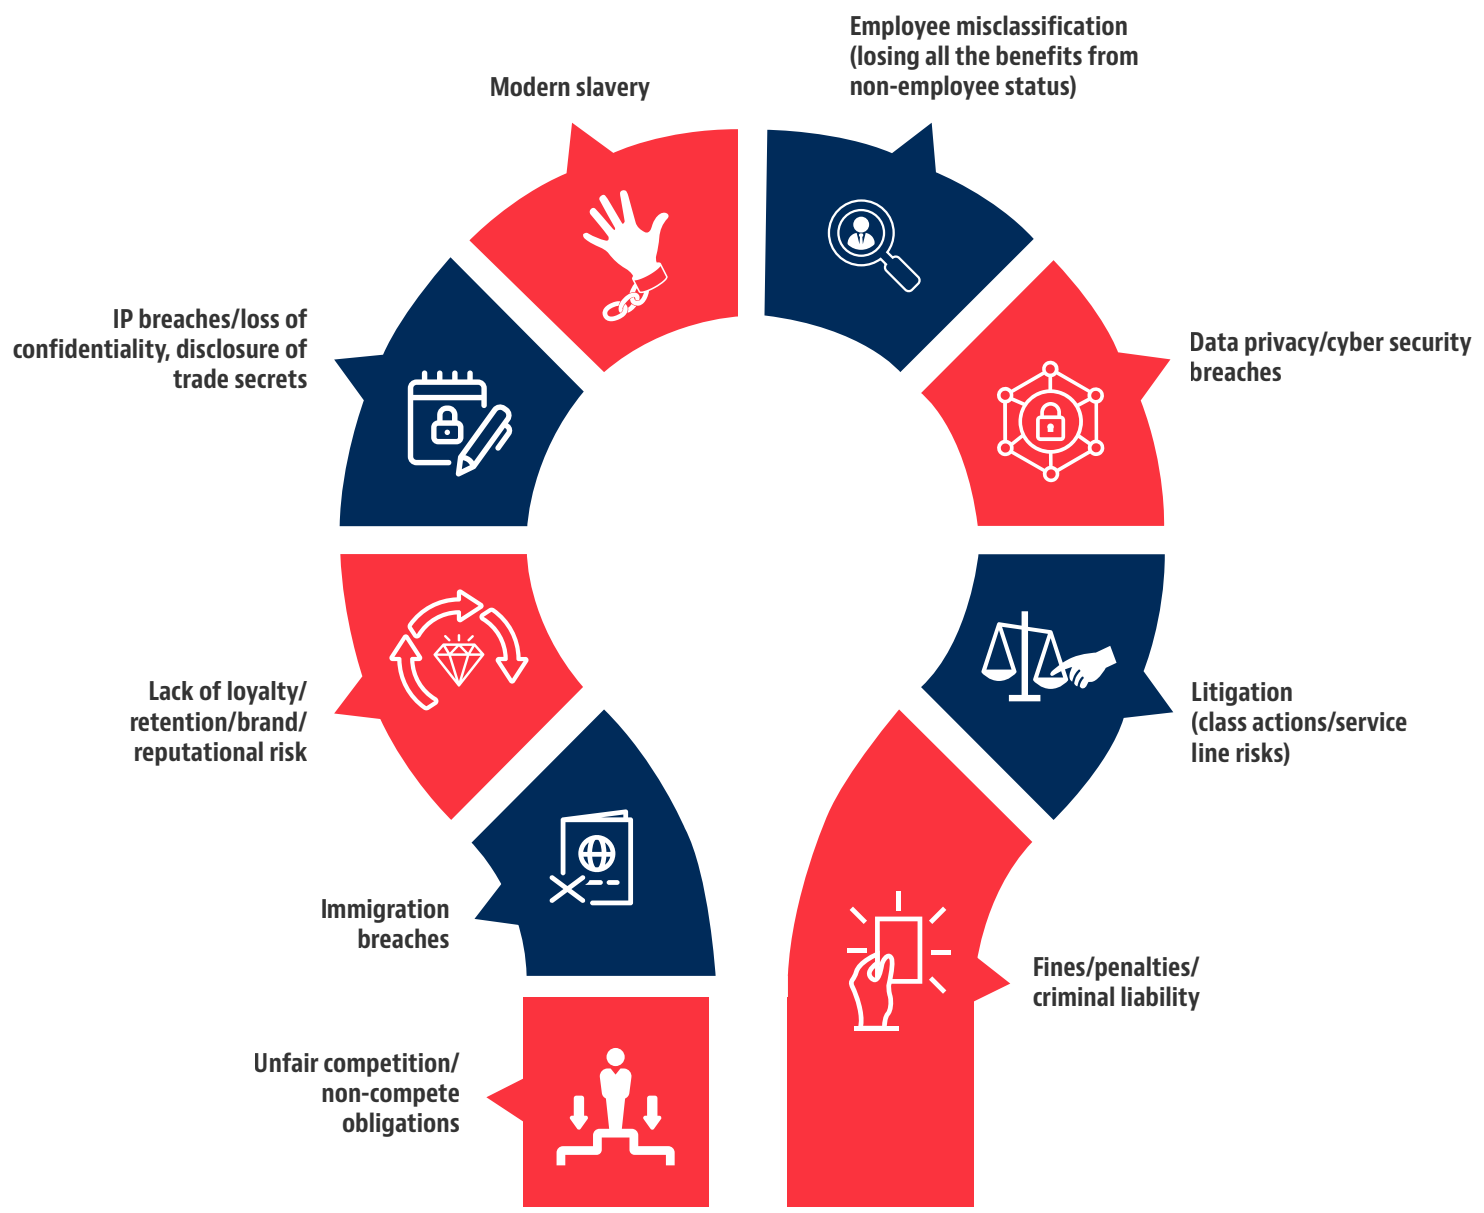 Employee misclassification
(losing all the benefits from
non-employee status)
Modern slavery
IP breaches/loss of
confidentiality, disclosure of
trade secrets
Data privacy/cyber security
breaches
Lack of loyalty/
retention/brand/
reputational risk
Litigation
(class actions/service
line risks)
Immigration
breaches
Fines/penalties/
criminal liability
Unfair competition/
non-compete
obligations